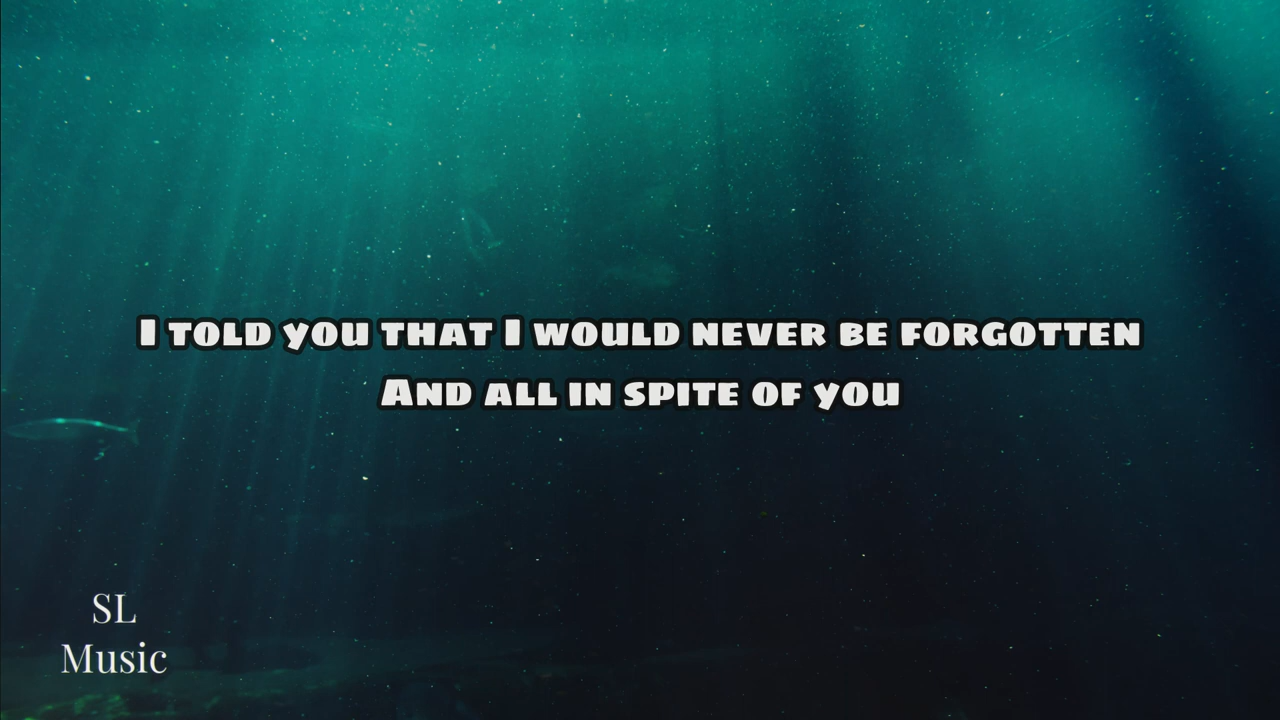 I told you that I would never be forgotten
And all in spite of you
SL
Music